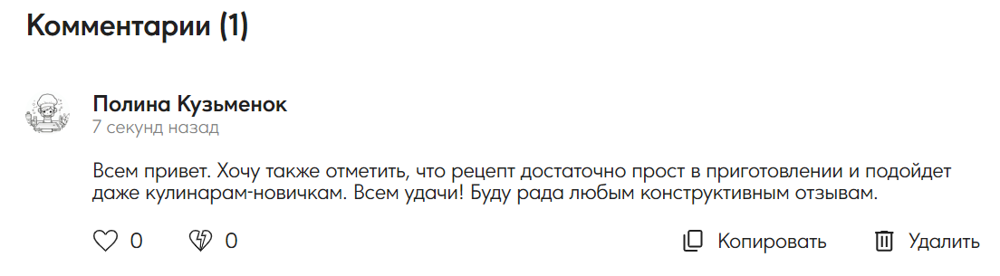 Комментарии (1)
Полина Кузьменок
7 секунд назад
Всем привет. Хочу также отметить, что рецепт достаточно прост в приготовлении и подойдет
даже кулинарам-новичкам. Всем удачи! Буду рада любым конструктивным отзывам.
0 0 Копировать Удалить